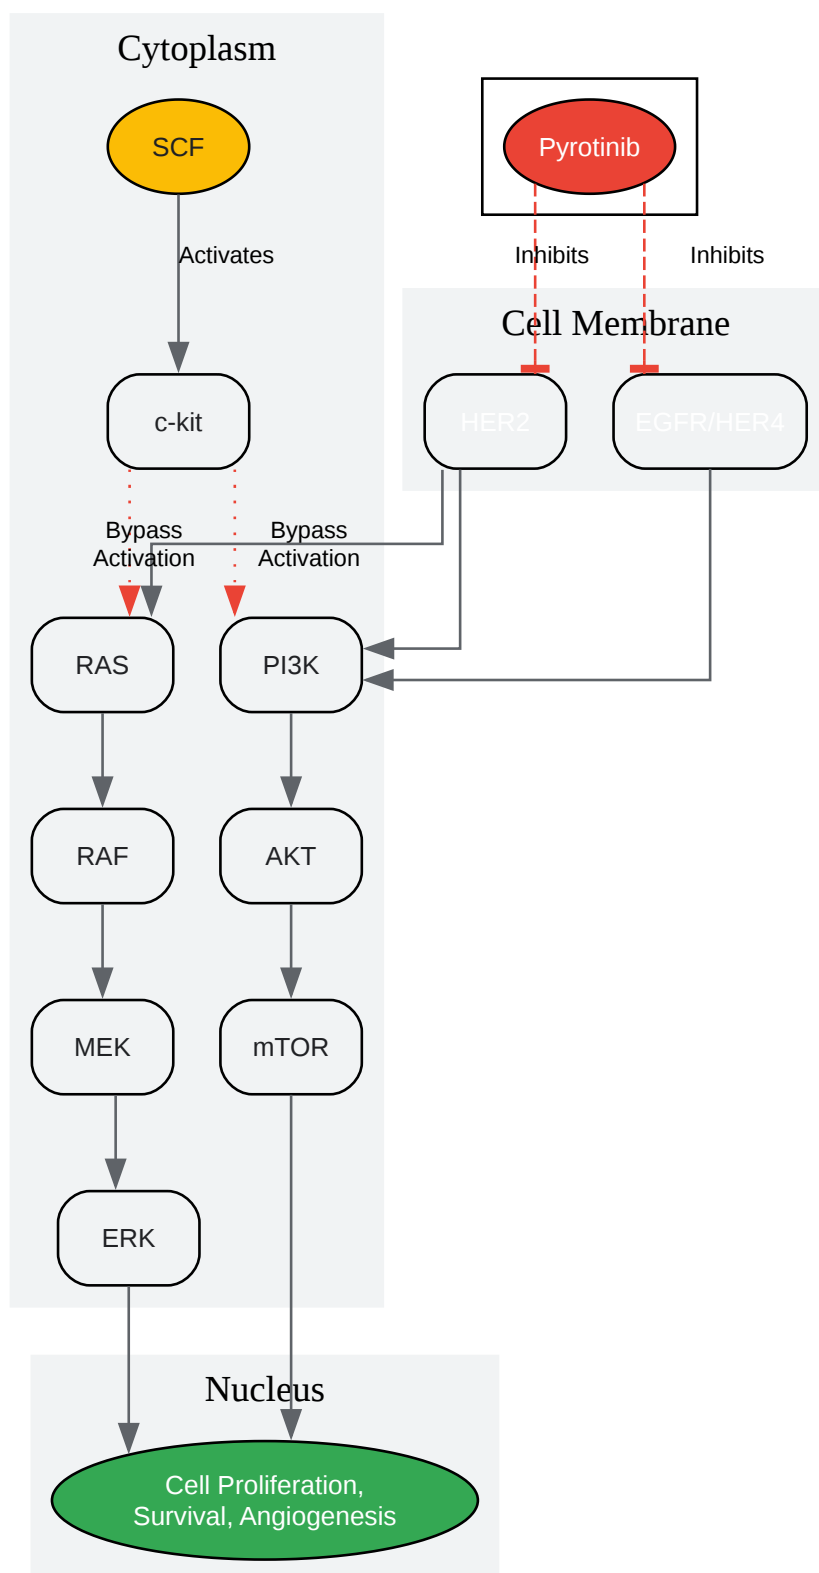 Cytoplasm
SCF
Pyrotinib
Activates
Inhibits
Inhibits
Cell Membrane
c-kit
HER2
EGFR/HER4
Bypass
Activation
Bypass
Activation
RAS
PI3K
RAF
AKT
MEK
mTOR
ERK
Nucleus
Cell Proliferation,
Survival, Angiogenesis